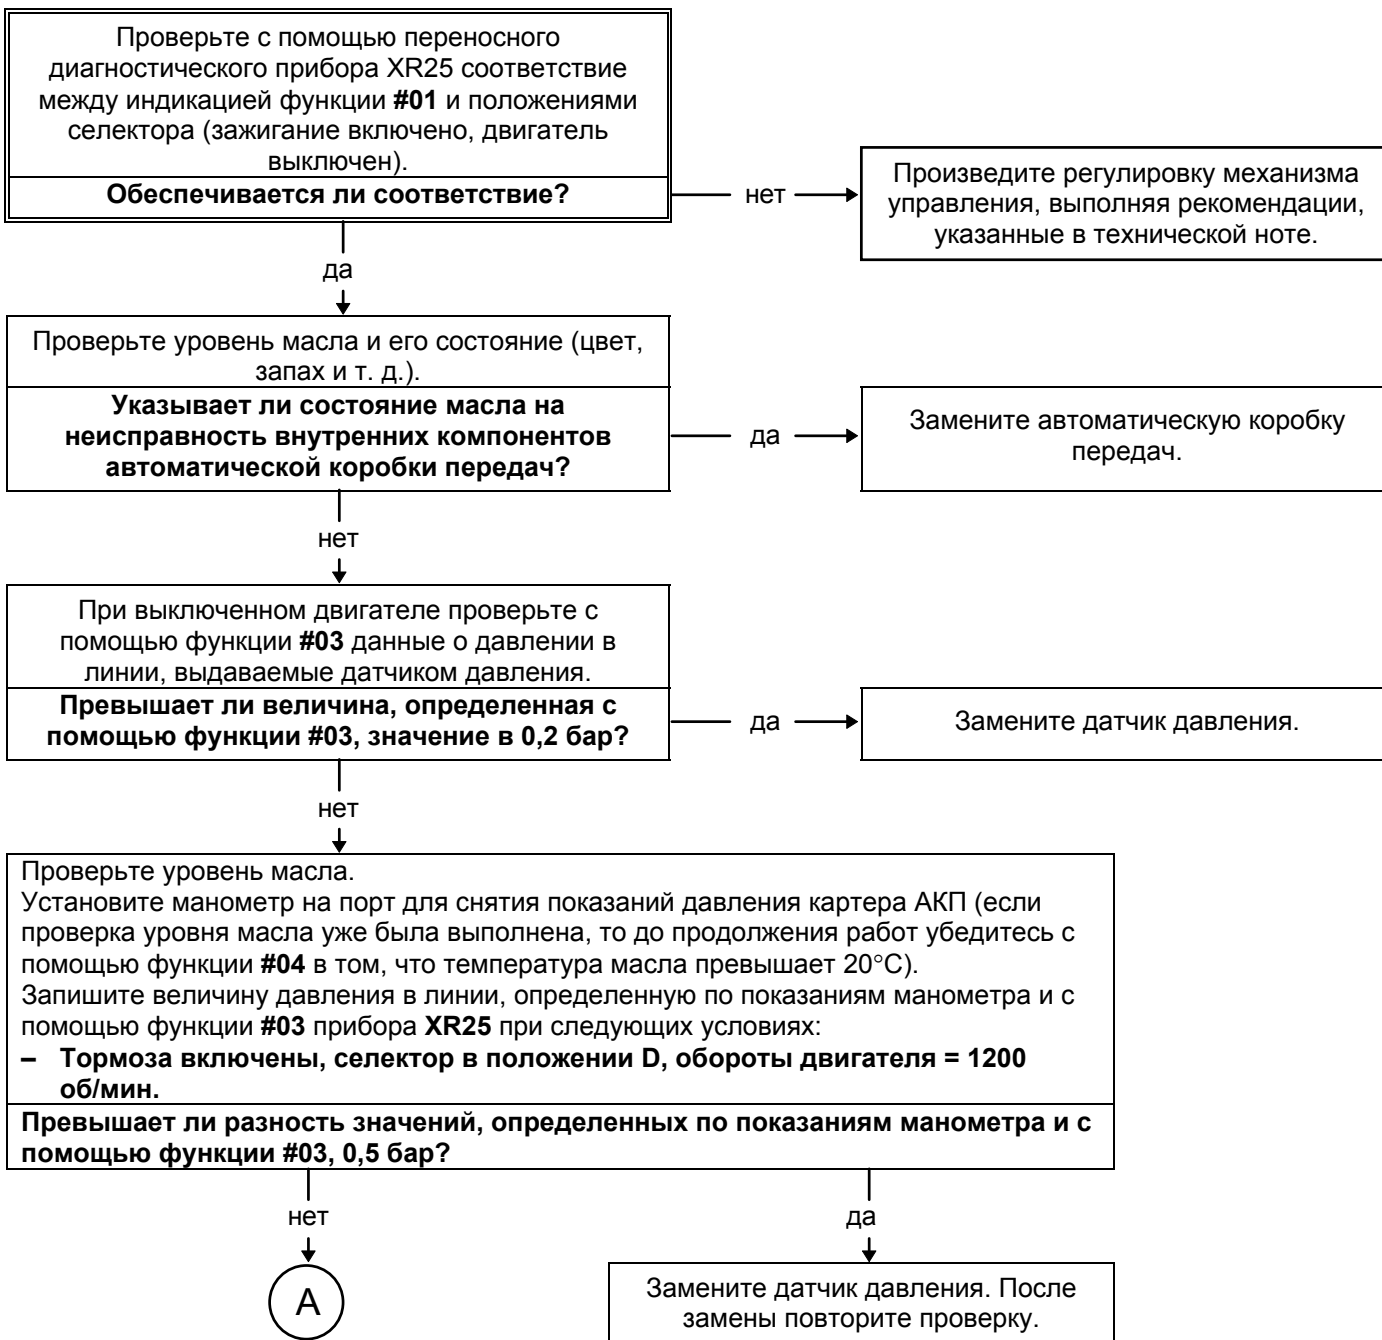 Проверьте с помощью переносного
диагностического прибора XR25 соответствие
между индикацией функции #01 и положениями
селектора (зажигание включено, двигатель
выключен).
Обеспечивается ли соответствие?
нет
Произведите регулировку механизма
управления, выполняя рекомендации,
указанные в технической ноте.
да
Проверьте уровень масла и его состояние (цвет,
запах и т. д.).
Указывает ли состояние масла на
неисправность внутренних компонентов
автоматической коробки передач?
да
Замените автоматическую коробку
передач.
нет
При выключенном двигателе проверьте с
помощью функции #03 данные о давлении в
линии, выдаваемые датчиком давления.
Превышает ли величина, определенная с
помощью функции #03, значение в 0,2 бар?
да
Замените датчик давления.
нет
Проверьте уровень масла.
Установите манометр на порт для снятия показаний давления картера АКП (если
проверка уровня масла уже была выполнена, то до продолжения работ убедитесь с
помощью функции #04 в том, что температура масла превышает 20°C).
Запишите величину давления в линии, определенную по показаниям манометра и с
помощью функции #03 прибора XR25 при следующих условиях:
– Тормоза включены, селектор в положении D, обороты двигателя = 1200
об/мин.
Превышает ли разность значений, определенных по показаниям манометра и с
помощью функции #03, 0,5 бар?
нет
да
A
Замените датчик давления. После
замены повторите проверку.